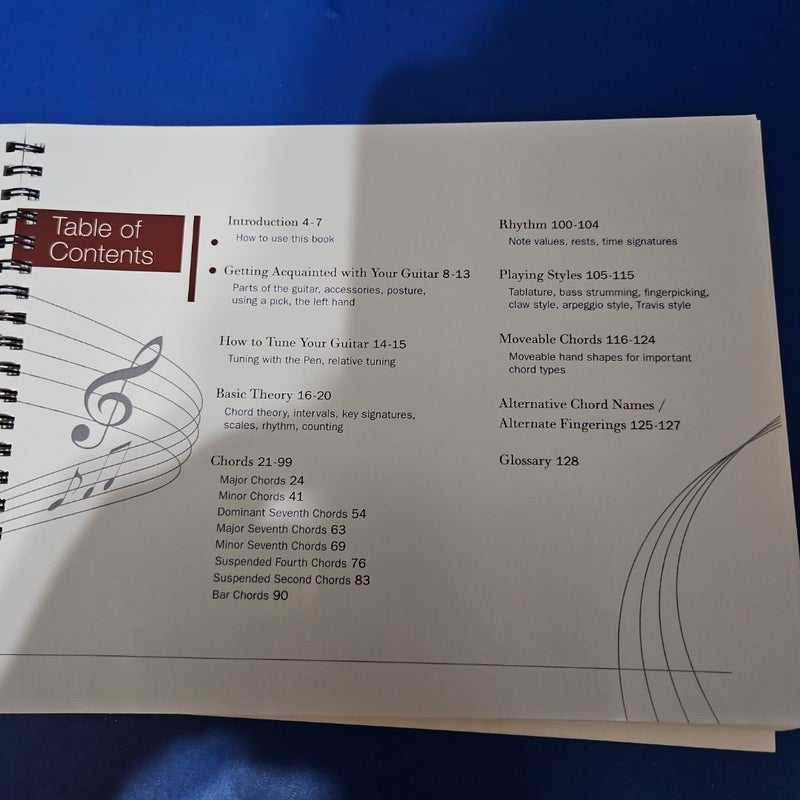 Table of
Contents
Introduction 4-7
How to use this book
Getting Acquainted with Your Guitar 8-13
Parts of the guitar, accessories, posture,
using a pick, the left hand
How to Tune Your Guitar 14-15
Tuning with the Pen, relative tuning
Basic Theory 16-20
Chord theory, intervals, key signatures,
scales, rhythm, counting
Chords 21-99
Major Chords 24
Minor Chords 41
Dominant Seventh Chords 54
Major Seventh Chords 63
Minor Seventh Chords 69
Suspended Fourth Chords 76
Suspended Second Chords 83
Bar Chords 90
Rhythm 100-104
Note values, rests, time signatures
Playing Styles 105-115
Tablature, bass strumming, fingerpicking,
claw style, arpeggio style, Travis style
Moveable Chords 116-124
Moveable hand shapes for important
chord types
Alternative Chord Names /
Alternate Fingerings 125-127
Glossary 128